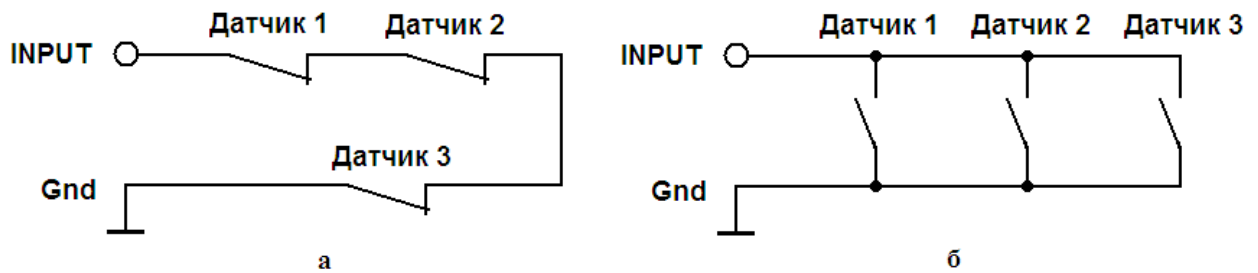 Датчик 1
Датчик 2
INPUT
Датчик 3
Gnd
а
Датчик 1
Датчик 2
Датчик 3
INPUT
Gnd
б